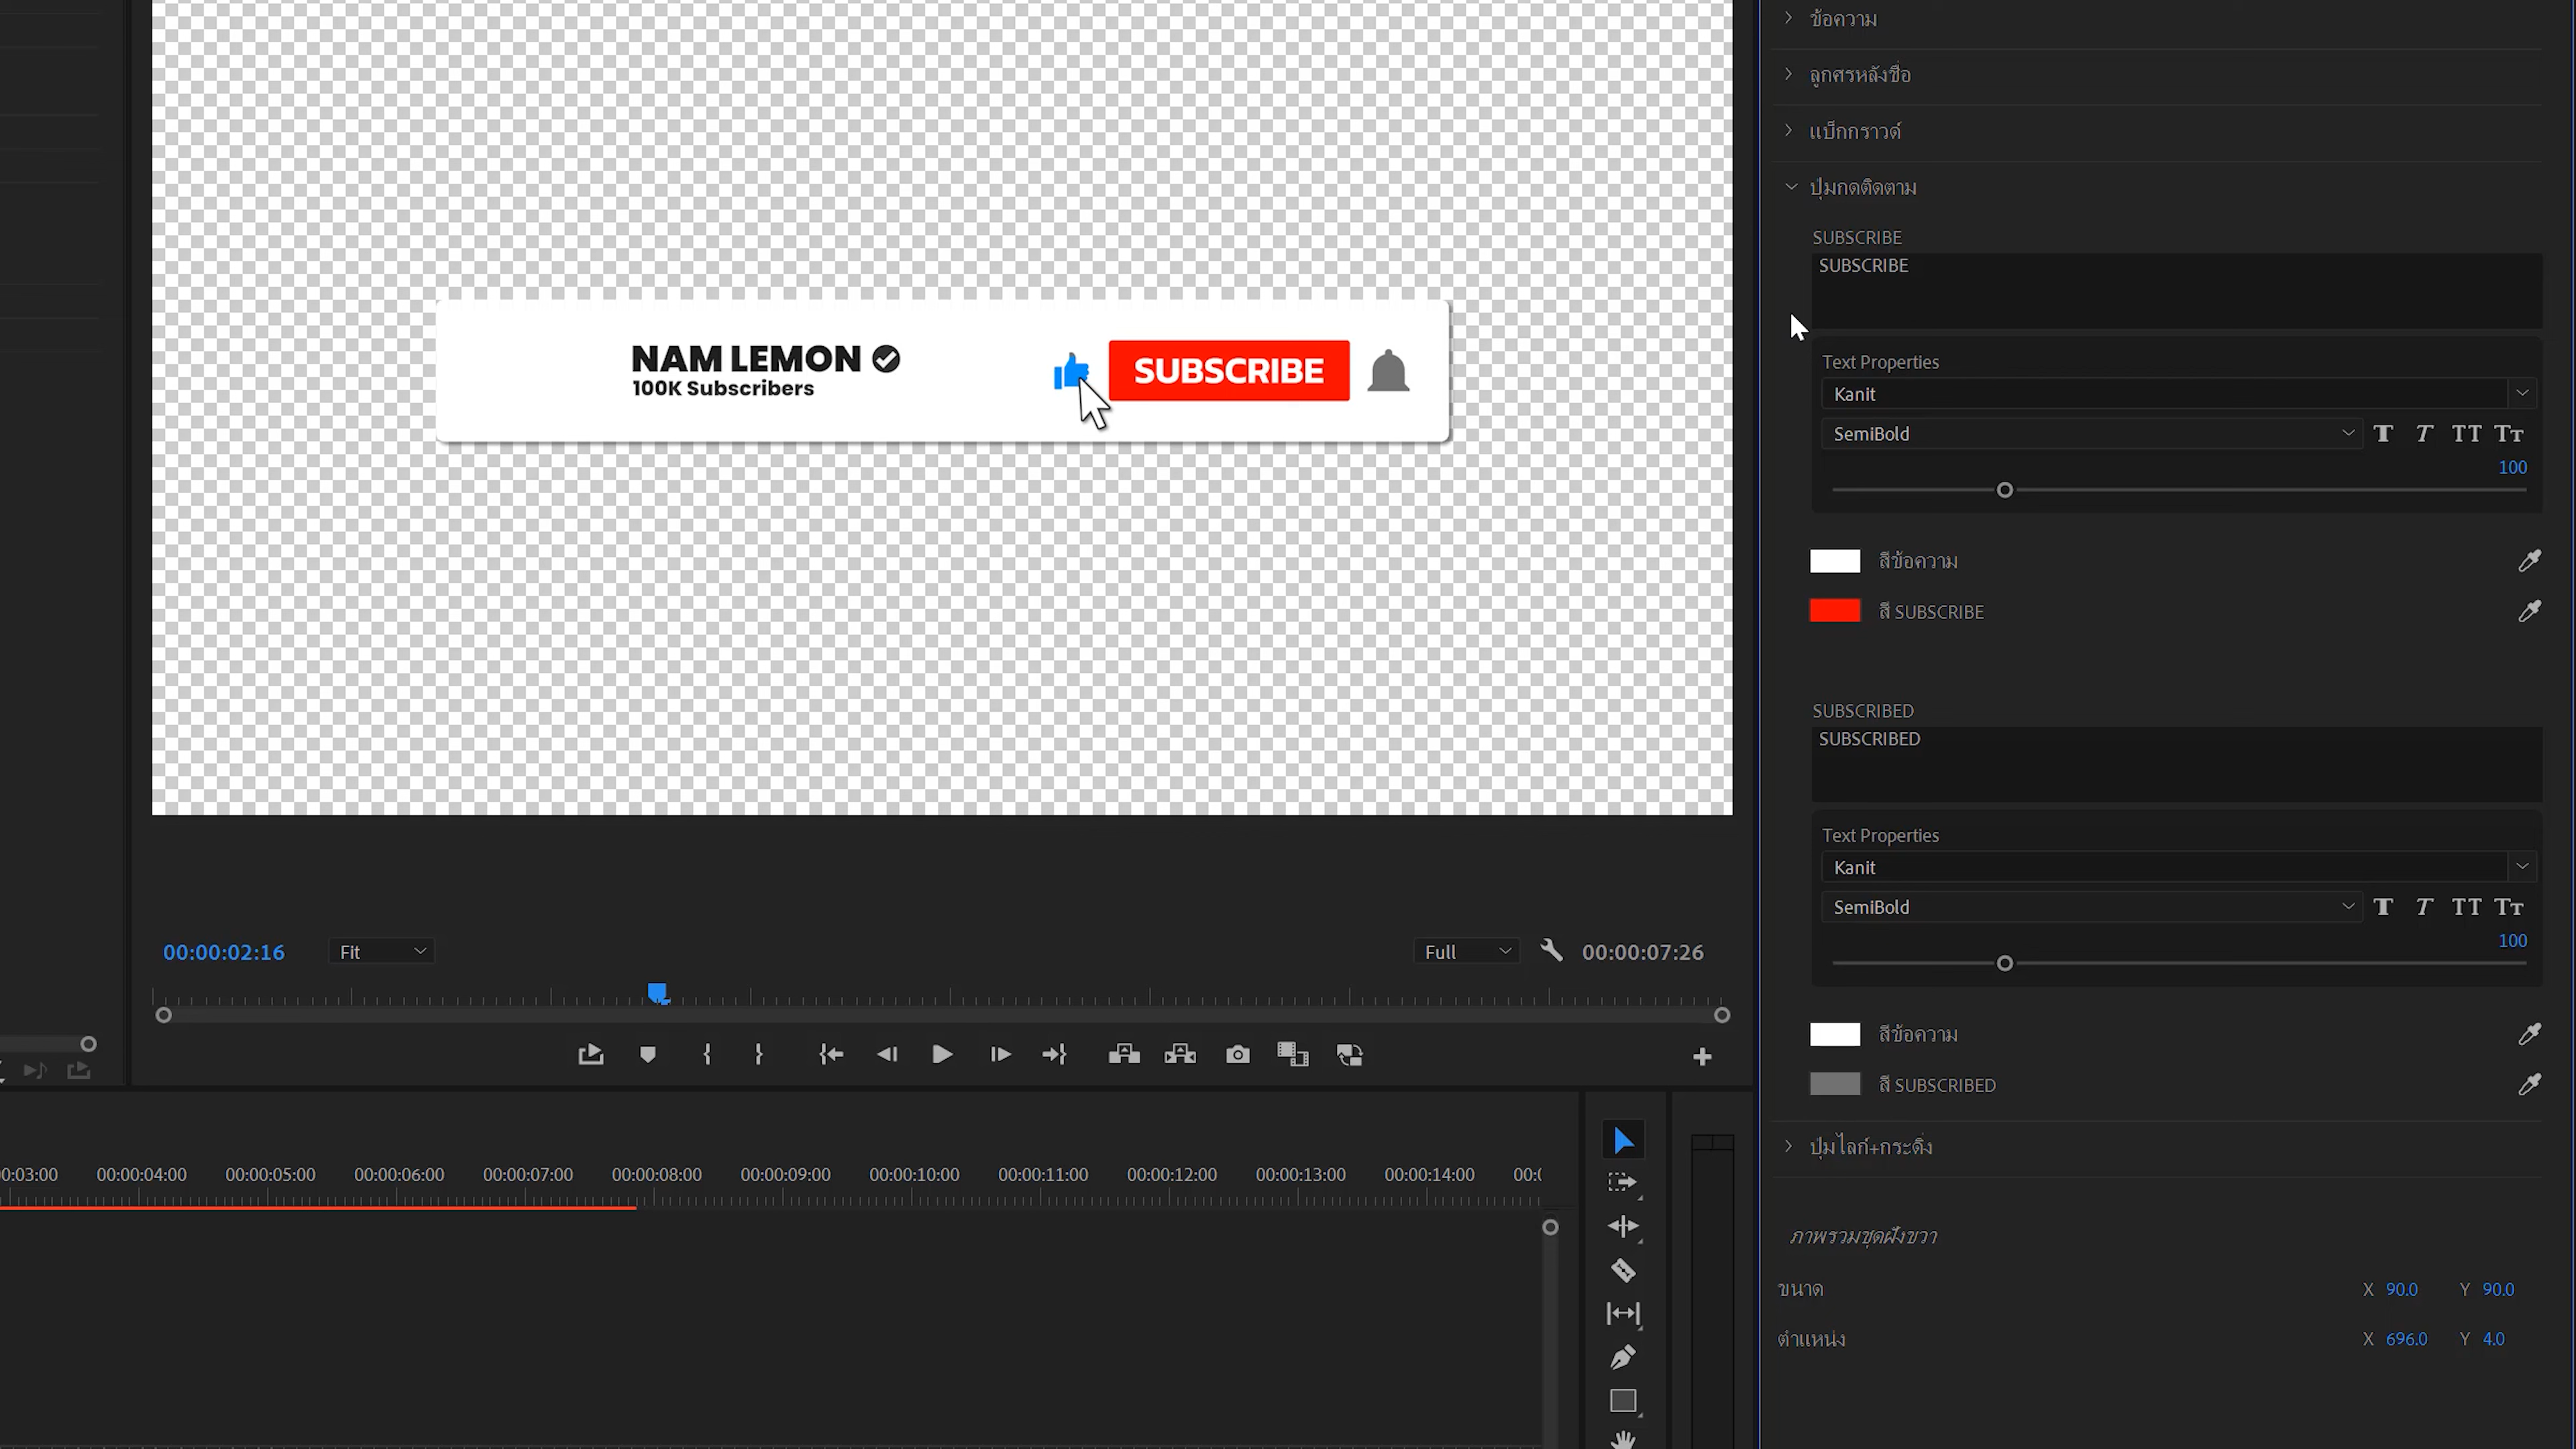 ข้อความ
ลูกศรหลังชื่อ
แบ็กกราวด์
ปุ่มกดติดตาม
SUBSCRIBE
SUBSCRIBE
Text Properties
Kanit
SemiBold
100
สีข้อความ
สี SUBSCRIBE
SUBSCRIBED
SUBSCRIBED
Text Properties
Kanit
SemiBold
100
สีข้อความ
สี SUBSCRIBED
ปุ่มไลก์+กระดิ่ง
ภาพรวมชุดฝั่งขวา
ขนาด X 90.0 Y 90.0
ตำแหน่ง X 696.0 Y 4.0
NAM LEMON
100K Subscribers
SUBSCRIBE
00:00:02:16 Fit Full 00:00:07:26
00:00:04:00 00:00:05:00 00:00:06:00 00:00:07:00 00:00:08:00 00:00:09:00 00:00:10:00 00:00:11:00 00:00:12:00 00:00:13:00 00:00:14:00